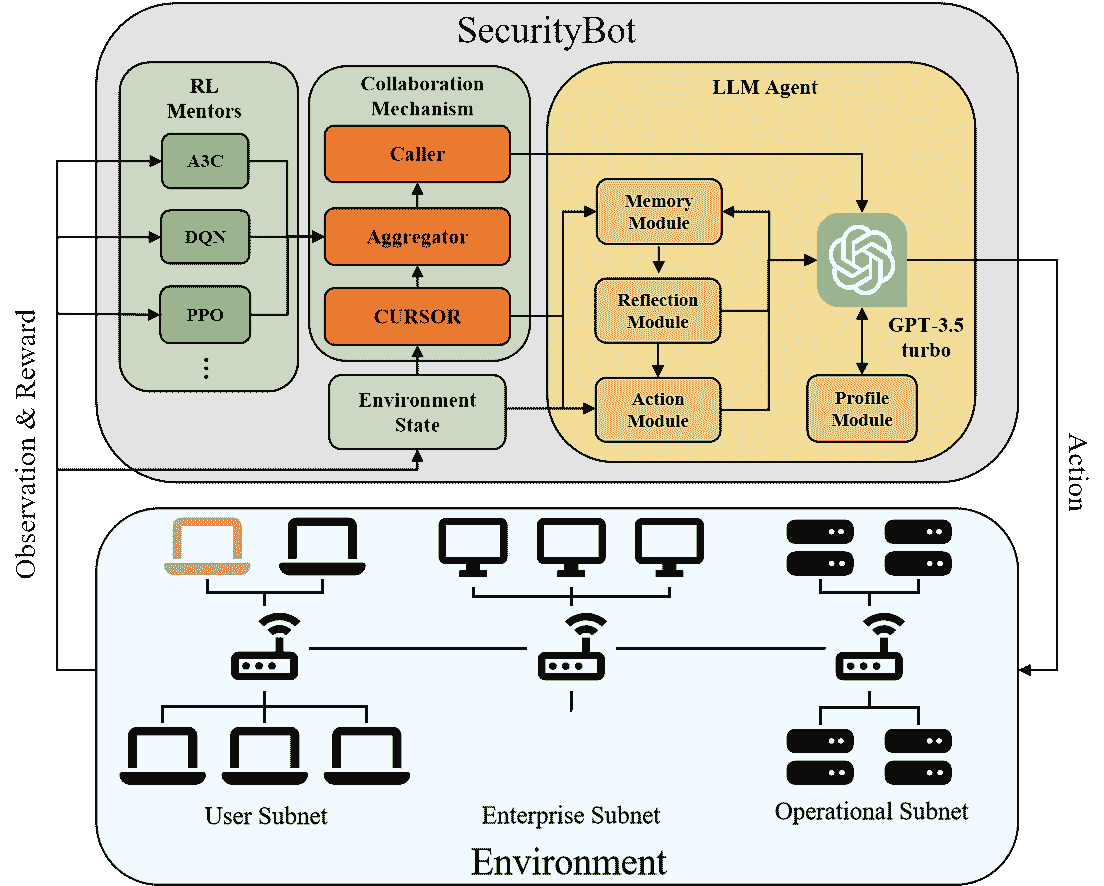 SecurityBot
RL
Mentors
A3C
DQN
PPO
...
Collaboration
Mechanism
Caller
Aggregator
CURSOR
Environment
State
LLM Agent
Memory
Module
Reflection
Module
Action
Module
GPT-3.5
turbo
Profile
Module
Observation & Reward
Action
User Subnet
Enterprise Subnet
Operational Subnet
Environment